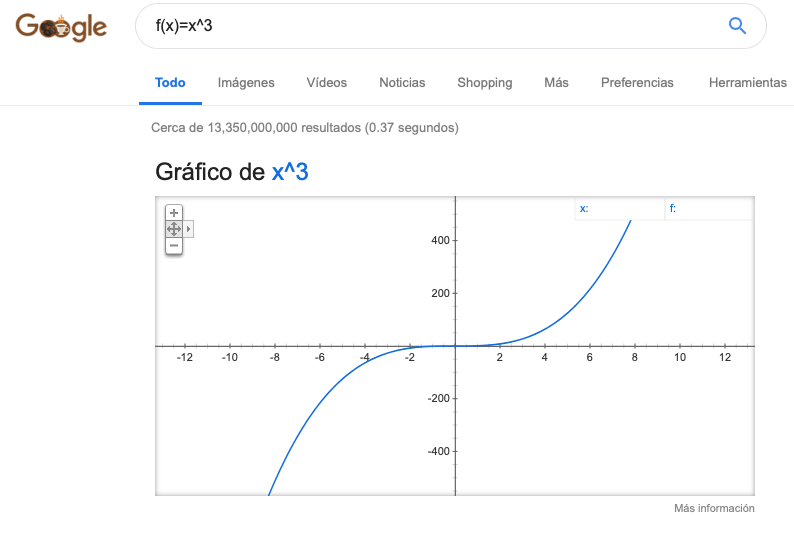 Google
f(x)=x^3
Todo Imágenes Vídeos Noticias Shopping Más Preferencias Herramientas
Cerca de 13,350,000,000 resultados (0.37 segundos)
Gráfico de x^3
x: f:
400
200
-12 -10 -8 -6 -4 -2 2 4 6 8 10 12
-200
-400
Más información